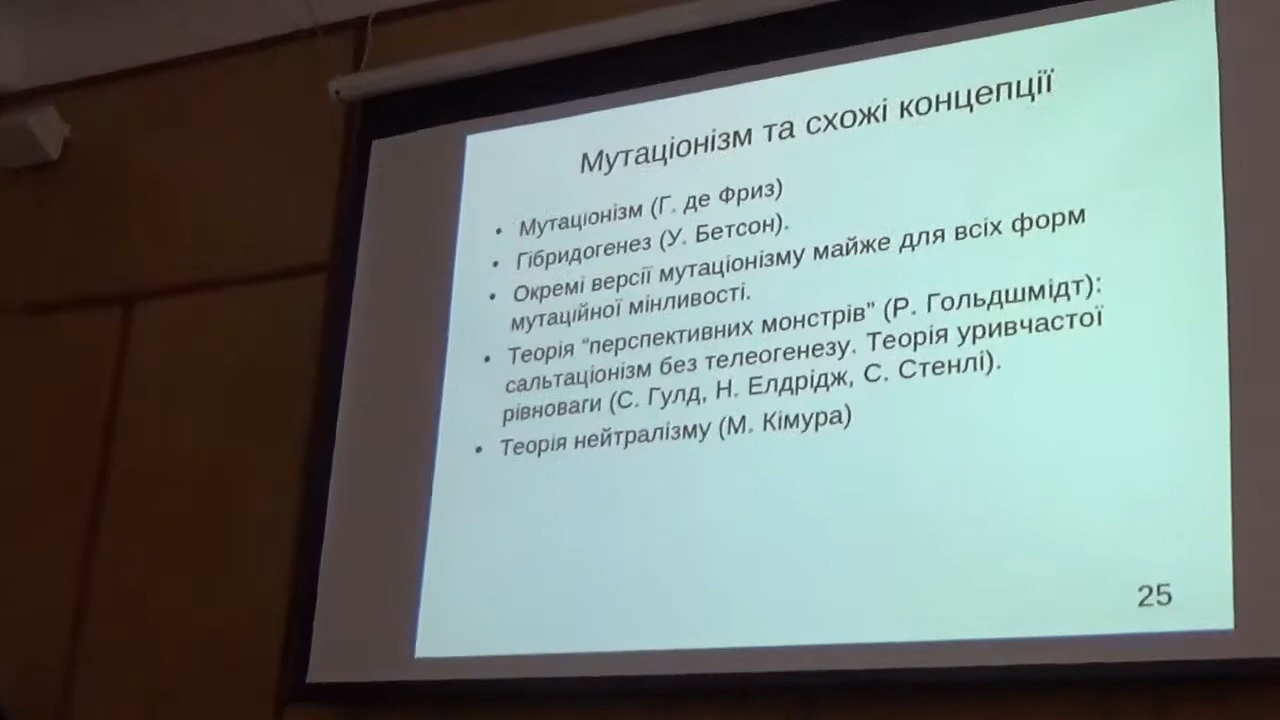 Мутаціонізм та схожі концепції
• Мутаціонізм (Г. де Фриз)
• Гібридогенез (У. Бетсон).
• Окремі версії мутаціонізму майже для всіх форм
мутаційної мінливості.
• Теорія “перспективних монстрів” (Р. Гольдшмідт):
сальтаціонізм без телеогенезу. Теорія уривчастої
рівноваги (С. Гулд, Н. Елдрідж, С. Стенлі).
• Теорія нейтралізму (М. Кімура)
25